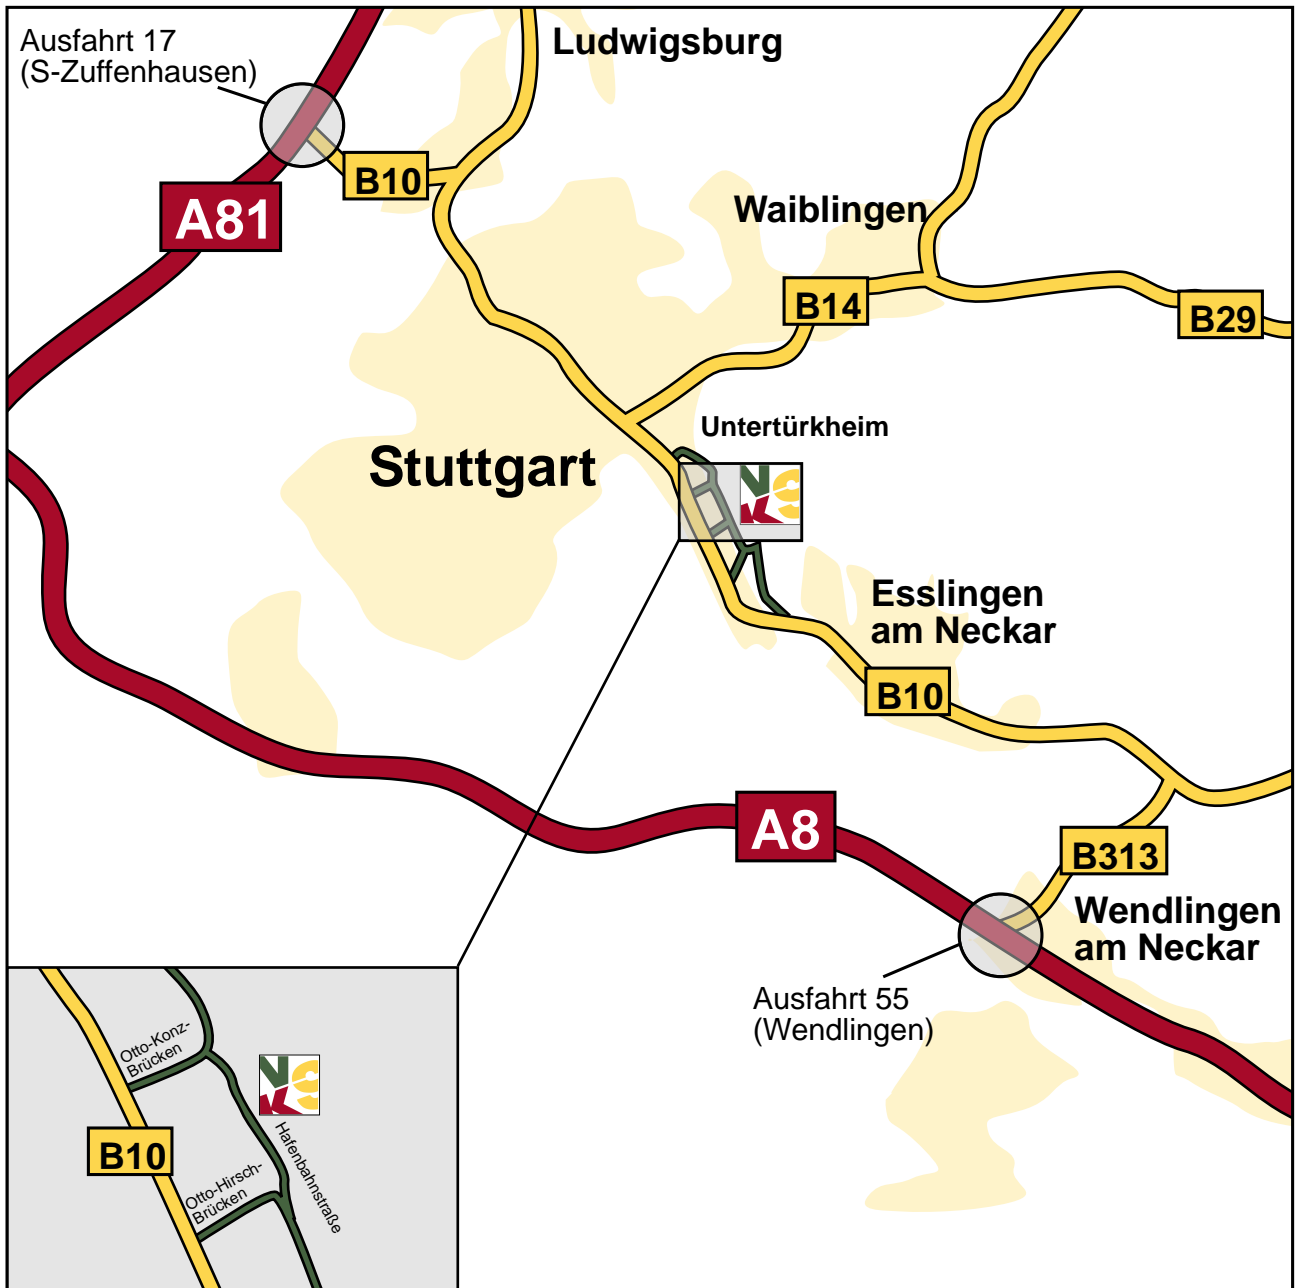 Ausfahrt 17
(S-Zuffenhausen)
Ludwigsburg
B10
A81
Waiblingen
B14
B29
Untertürkheim
Stuttgart
Esslingen
am Neckar
B10
A8
B313
Wendlingen
am Neckar
Ausfahrt 55
(Wendlingen)
Otto-Konz-
Brücken
B10
Hafenbahnstraße
Otto-Hirsch-
Brücken